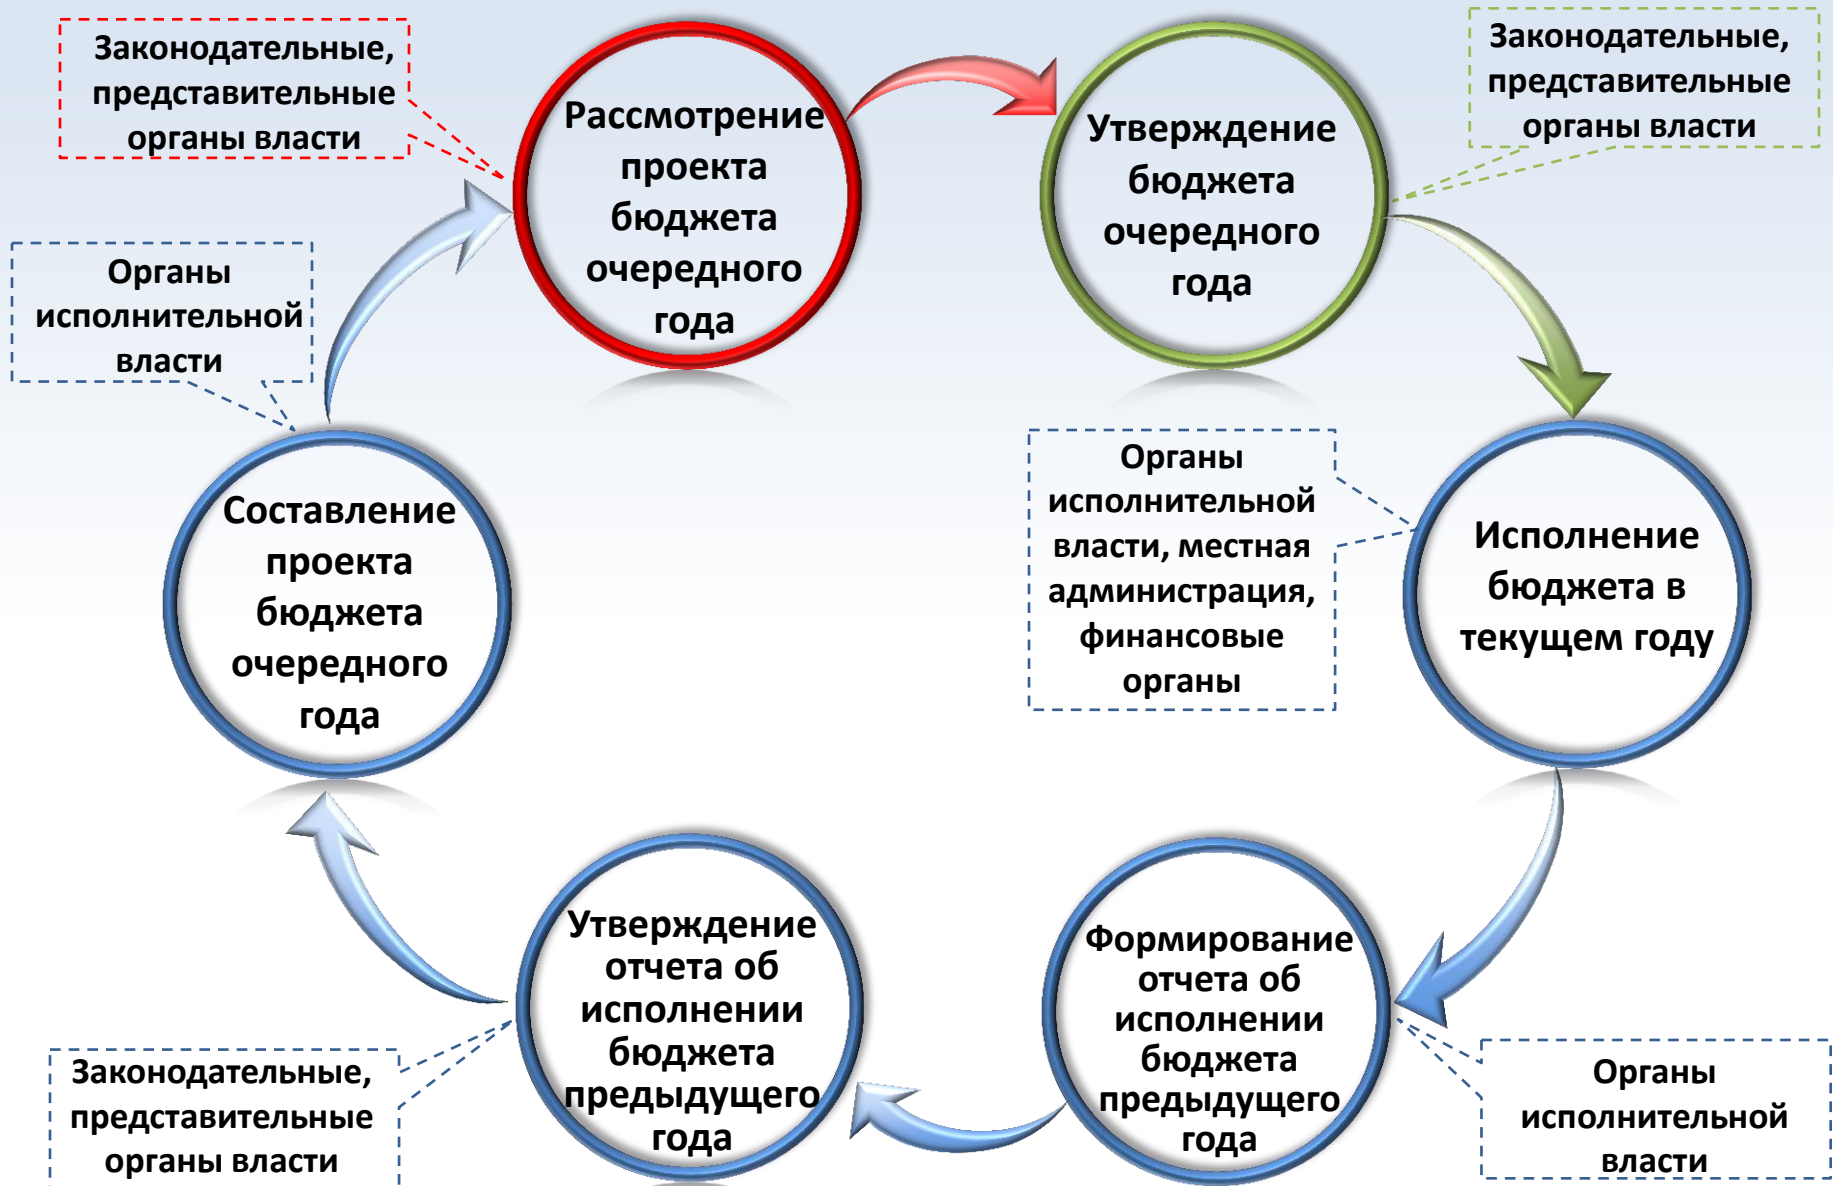 Законодательные,
представительные
органы власти
Рассмотрение
проекта
бюджета
очередного
года
Утверждение
бюджета
очередного
года
Законодательные,
представительные
органы власти
Органы
исполнительной
власти
Составление
проекта
бюджета
очередного
года
Органы
исполнительной
власти, местная
администрация,
финансовые
органы
Исполнение
бюджета в
текущем году
Утверждение
отчета об
исполнении
бюджета
предыдущего
года
Формирование
отчета об
исполнении
бюджета
предыдущего
года
Законодательные,
представительные
органы власти
Органы
исполнительной
власти